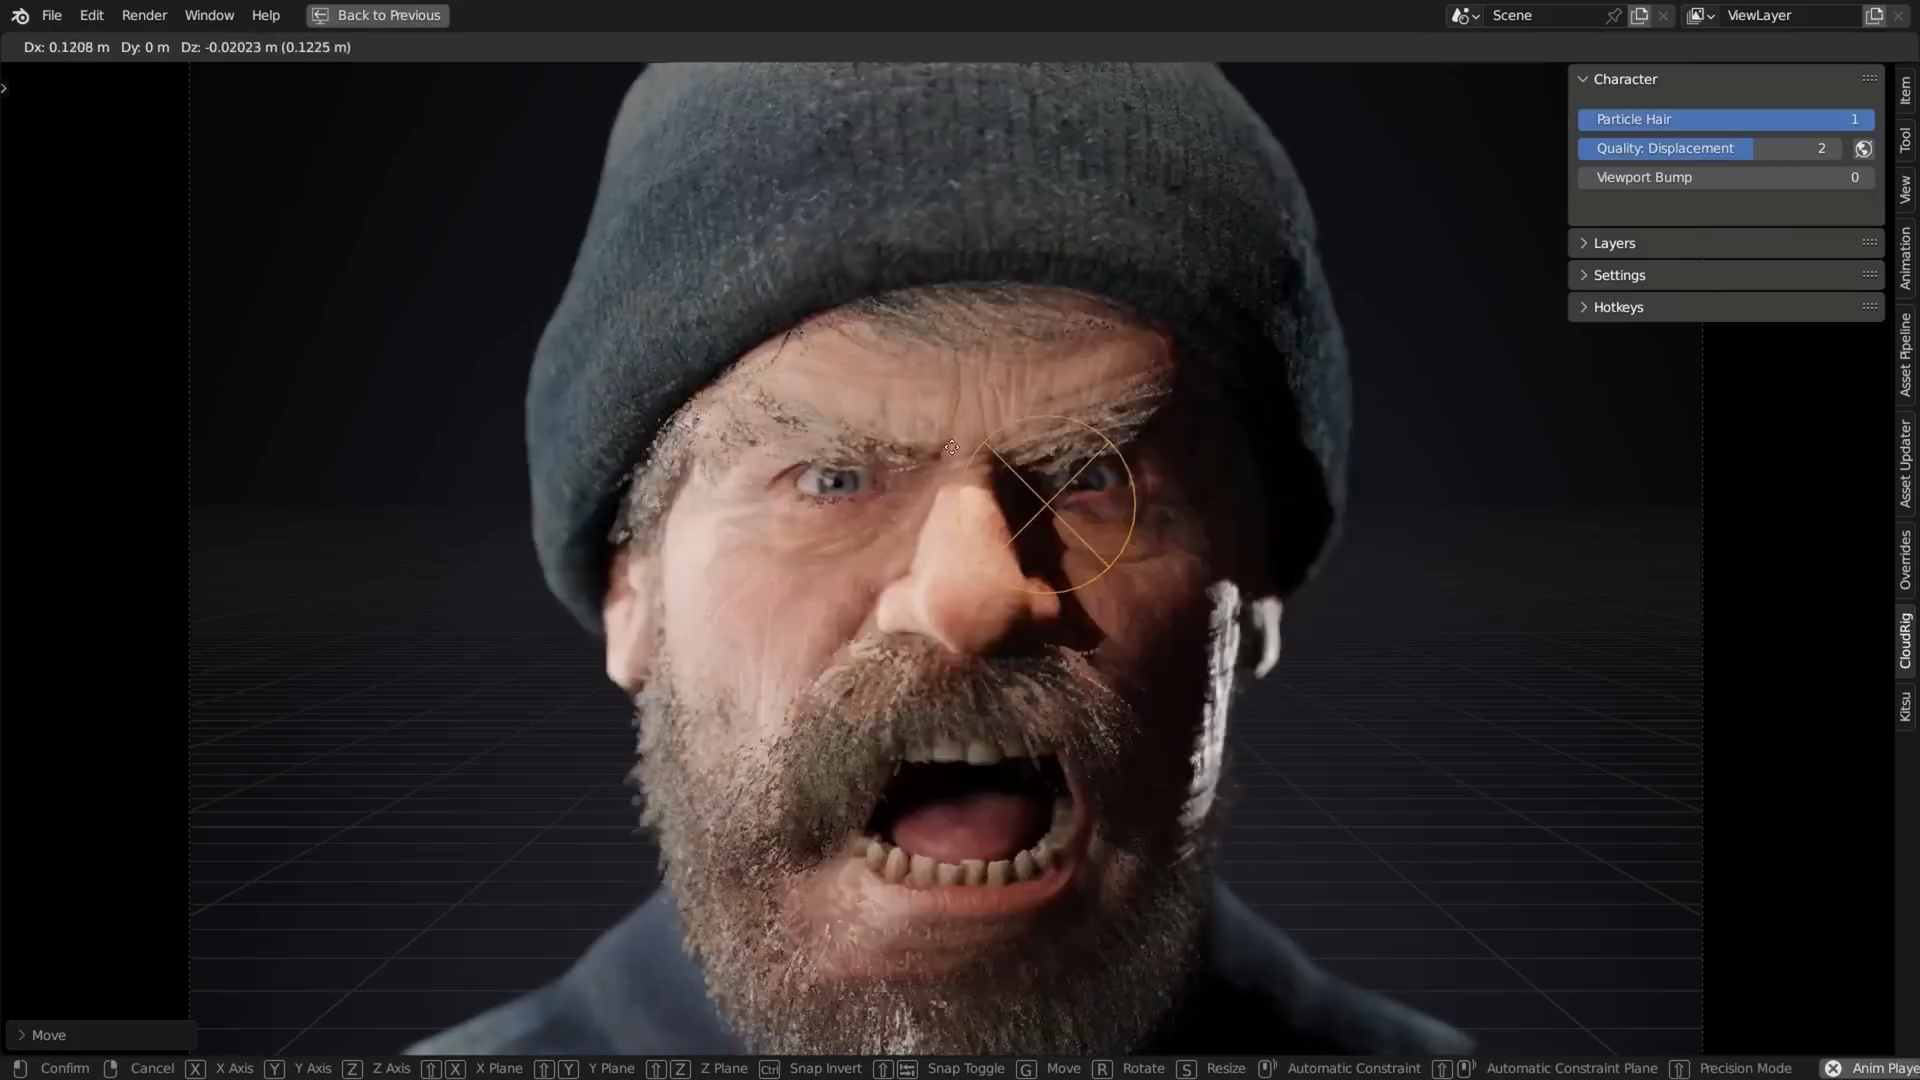 File Edit Render Window Help Back to Previous Scene ViewLayer
Dx: 0.1208 m Dy: 0 m Dz: -0.02023 m (0.1225 m)
Character
Particle Hair 1
Quality: Displacement 2
Viewport Bump 0
Layers
Settings
Hotkeys
Item
Tool
View
Animation
Asset Pipeline
Asset Updater
Overrides
CloudRig
Kitsu
Move
Confirm Cancel X X Axis Y Y Axis Z Z Axis X X Plane Y Y Plane Z Z Plane Ctrl Snap Invert Snap Toggle G Move R Rotate S Resize Automatic Constraint Automatic Constraint Plane Precision Mode Anim Playe